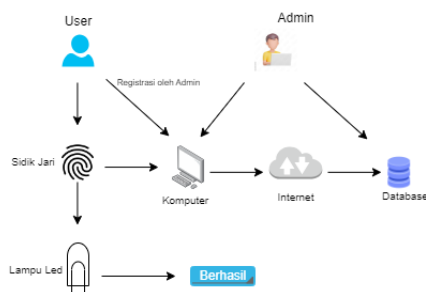 User
Admin
Registrasi oleh Admin
Sidik Jari
Komputer
Internet
Database
Lampu Led
Berhasil